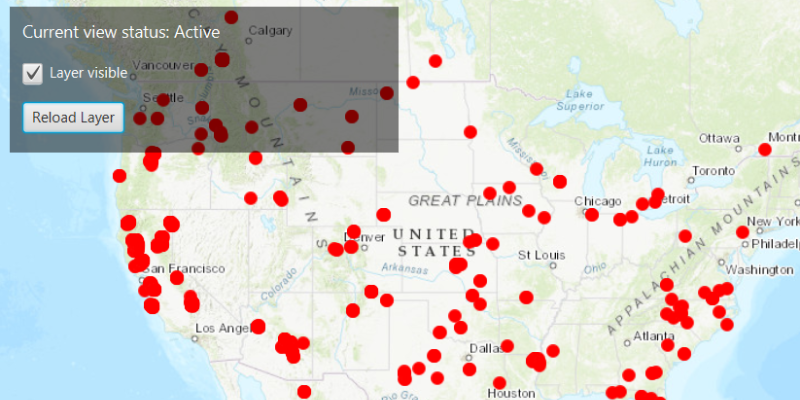 Current view status: Active
Calgary
Layer visible
Vancouver
Seattle
Reload Layer
Lake
Superior
Ottawa
Montr
Lake
Huron
Toronto
Detroit
GREAT PLAINS
Chicago
New York
Philadelp
UNITED
STATES
Denver
St Louis
Ohio
Washington
San Francisco
Colorado
Arkansas
APPALACHIAN MOUNTAINS
MOUNTAINS
Los Angel
Atlanta
Dallas
Houston